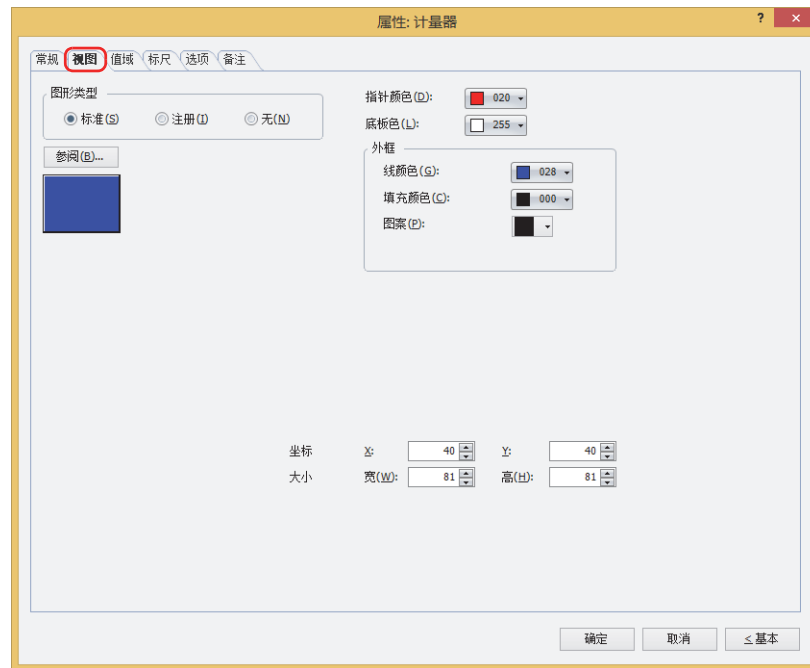 属性: 计量器 ? ×
常规 视图 值域 标尺 选项 备注
图形类型
标准(S) 注册(I) 无(N)
参阅(B)...
指针颜色(D): 020
底板色(L): 255
外框
线颜色(G): 028
填充颜色(C): 000
图案(P):
坐标 X: 40 Y: 40
大小 宽(W): 81 高(H): 81
确定 取消 ≤基本